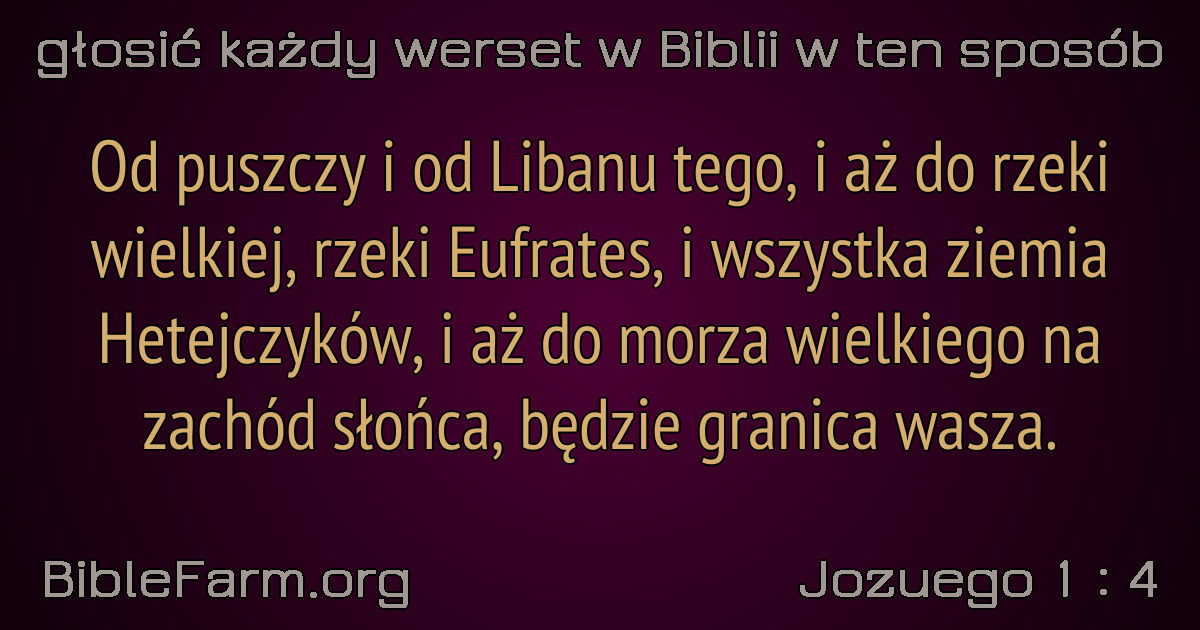 głosić każdy werset w Biblii w ten sposób
Od puszczy i od Libanu tego, i aż do rzeki
wielkiej, rzeki Eufrates, i wszystka ziemia
Hetejczyków, i aż do morza wielkiego na
zachód słońca, będzie granica wasza.
BibleFarm.org
Jozuego 1 : 4